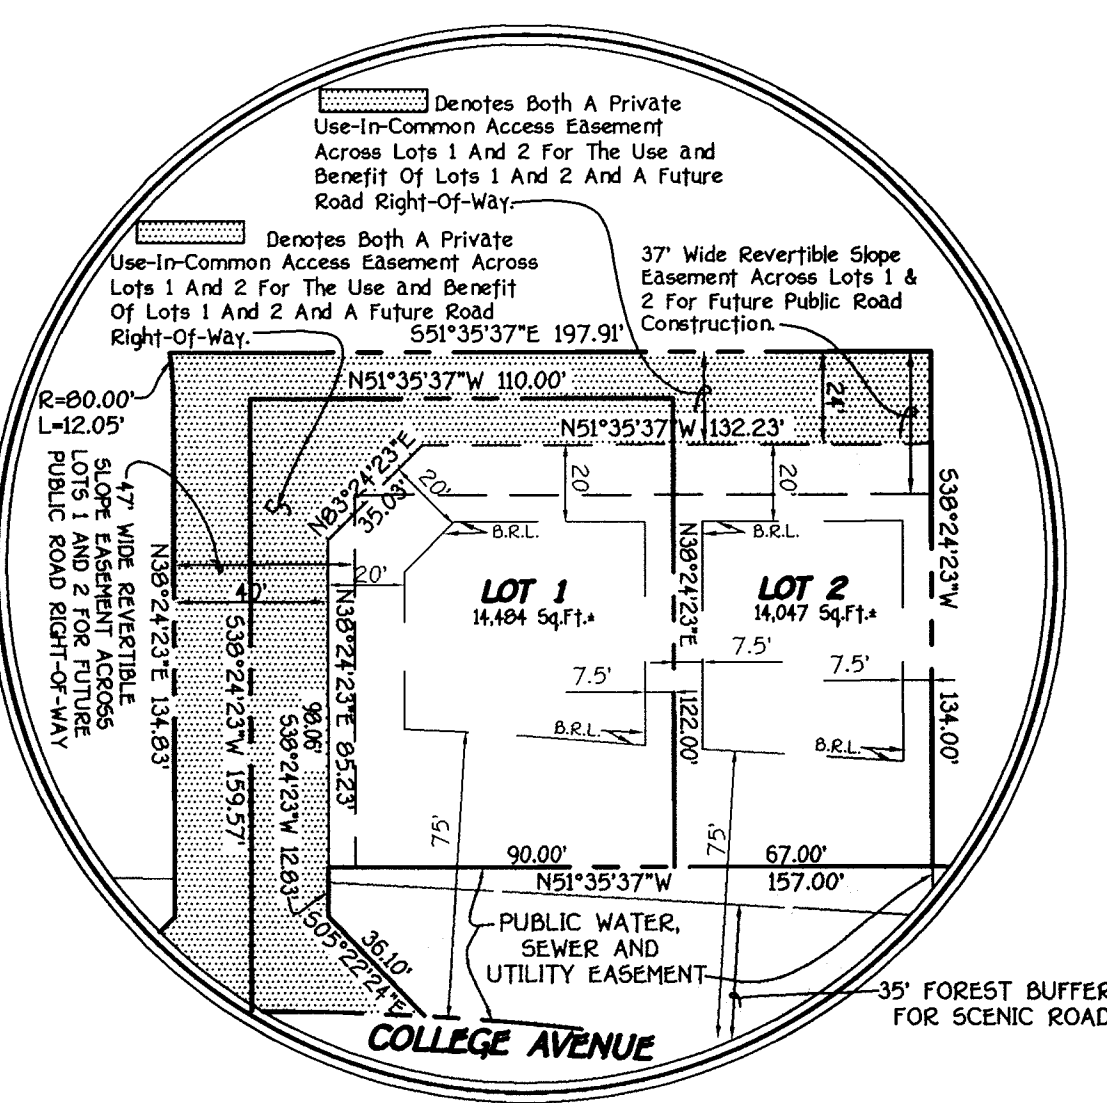 Denotes Both A Private
Use-In-Common Access Easement
Across Lots 1 And 2 For The Use and
Benefit Of Lots 1 And 2 And A Future
Road Right-Of-Way.
Denotes Both A Private
Use-In-Common Access Easement Across
Lots 1 And 2 For The Use and Benefit
Of Lots 1 And 2 And A Future Road
Right-Of-Way.
37' Wide Revertible Slope
Easement Across Lots 1 &
2 For Future Public Road
Construction.
S51°35'37"E 197.91'
R=80.00'
L=12.05'
N51°35'37"W 110.00'
24'
N51°35'37"W 132.23'
N83°24'23"E
35.03'
20'
20'
20'
47' WIDE REVERTIBLE
SLOPE EASEMENT ACROSS
LOTS 1 AND 2 FOR FUTURE
PUBLIC ROAD RIGHT-OF-WAY
N38°24'23"E 134.83'
40'
20'
S38°24'23"W 159.57'
98.06'
S38°24'23"W 12.83'
N38°24'23"E 85.23'
B.R.L.
B.R.L.
LOT 1
14,484 Sq.Ft.±
LOT 2
14,047 Sq.Ft.±
N38°24'23"E
122.00'
S38°24'23"W
134.00'
7.5'
7.5'
7.5'
B.R.L.
B.R.L.
75'
75'
90.00'
67.00'
N51°35'37"W
157.00'
S05°22'24"E
36.10'
PUBLIC WATER,
SEWER AND
UTILITY EASEMENT
35' FOREST BUFFER
FOR SCENIC ROAD
COLLEGE AVENUE